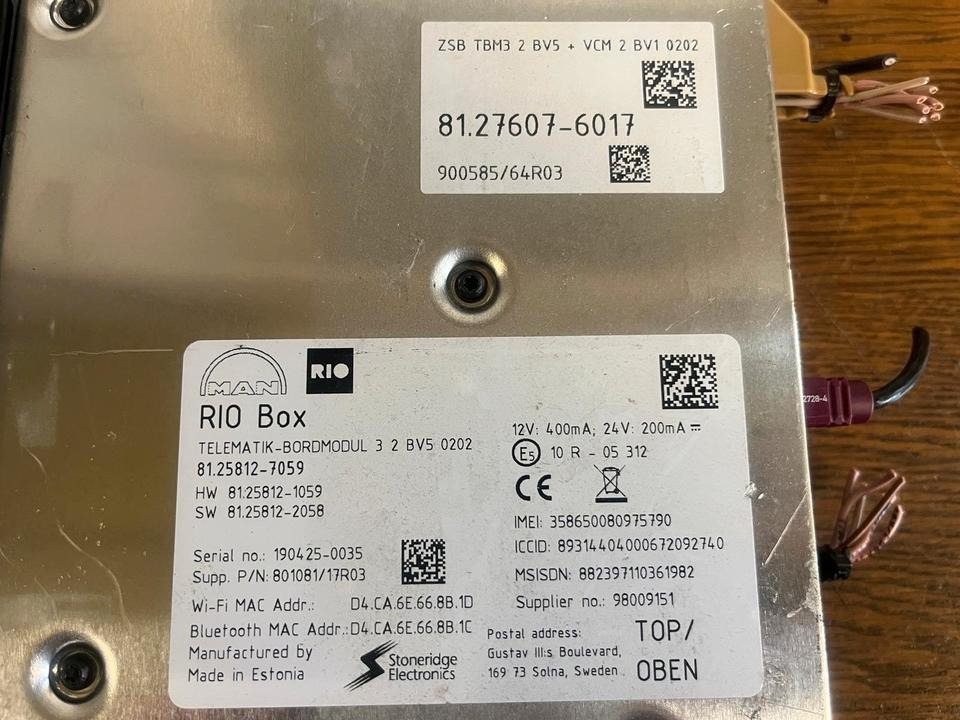 ZSB TBM3 2 BV5 + VCM 2 BV1 0202
81.27607-6017
900585/64R03
MAN
RIO
RIO Box
TELEMATIK-BORDMODUL 3 2 BV5 0202
81.25812-7059
HW 81.25812-1059
SW 81.25812-2058
12V: 400mA; 24V: 200mA
E5 10 R - 05 312
CE
IMEI: 358650080975790
ICCID: 89314404000672092740
MSISDN: 882397110361982
Supplier no.: 98009151
Serial no.: 190425-0035
Supp. P/N: 801081/17R03
Wi-Fi MAC Addr.: D4.CA.6E.66.8B.1D
Bluetooth MAC Addr.: D4.CA.6E.66.8B.1C
Manufactured by
Made in Estonia
Stoneridge
Electronics
Postal address:
Gustav III:s Boulevard,
169 73 Solna, Sweden
TOP/
OBEN
2728-4